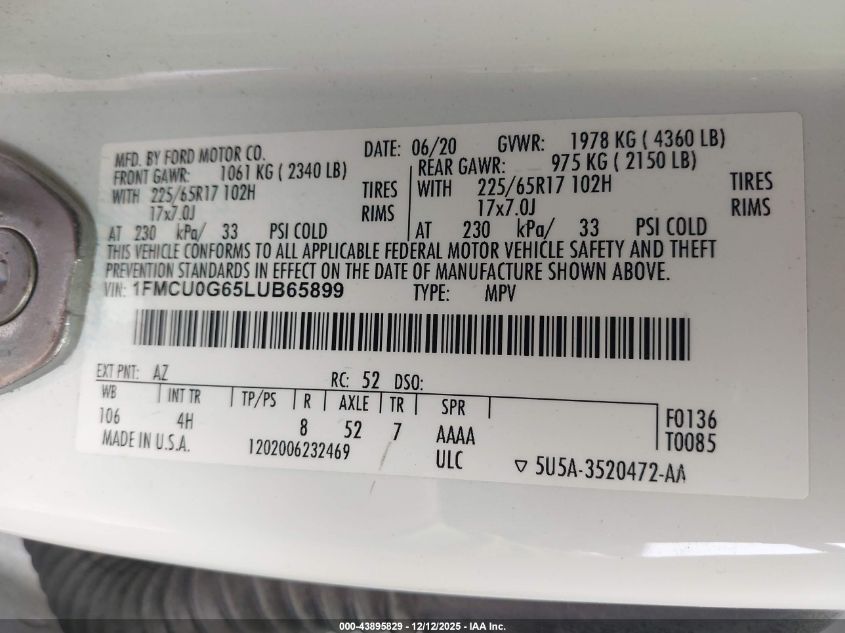 MFD. BY FORD MOTOR CO. DATE: 06/20 GVWR: 1978 KG ( 4360 LB)
FRONT GAWR: 1061 KG ( 2340 LB) REAR GAWR: 975 KG ( 2150 LB)
WITH 225/65R17 102H TIRES WITH 225/65R17 102H TIRES
17x7.0J RIMS 17x7.0J RIMS
AT 230 kPa/ 33 PSI COLD AT 230 kPa/ 33 PSI COLD
THIS VEHICLE CONFORMS TO ALL APPLICABLE FEDERAL MOTOR VEHICLE SAFETY AND THEFT
PREVENTION STANDARDS IN EFFECT ON THE DATE OF MANUFACTURE SHOWN ABOVE.
VIN: 1FMCU0G65LUB65899 TYPE: MPV
EXT PNT: AZ RC: 52 DSO:
WB INT TR TP/PS R AXLE TR SPR
106 4H 8 52 7 AAAA F0136
MADE IN U.S.A. 1202006232469 ULC T0085
▽ 5U5A-3520472-AA
000-43895829 - 12/12/2025 - IAA Inc.